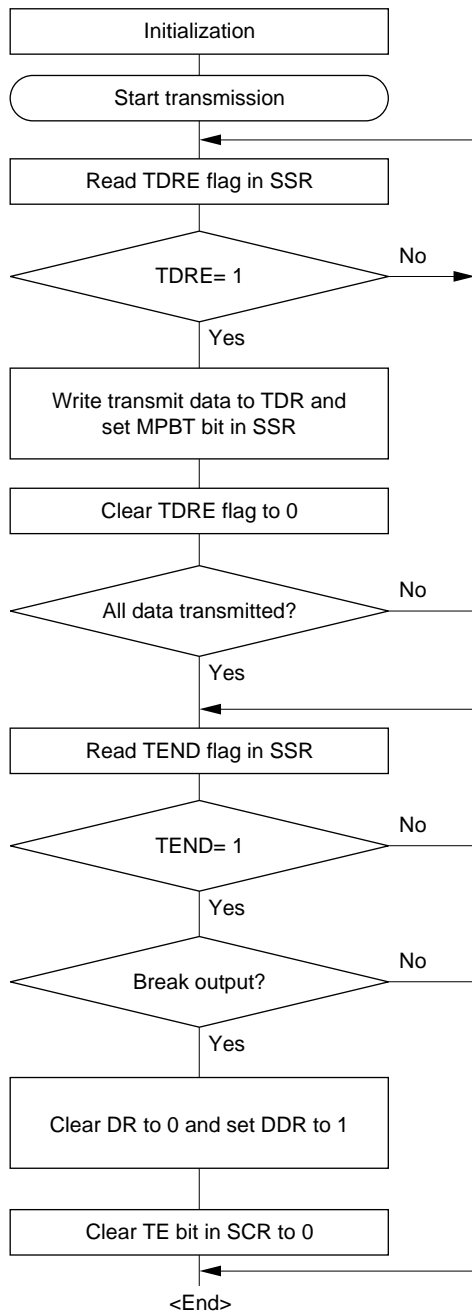 Initialization
Start transmission
Read TDRE flag in SSR
TDRE= 1
No
Yes
Write transmit data to TDR and
set MPBT bit in SSR
Clear TDRE flag to 0
All data transmitted?
No
Yes
Read TEND flag in SSR
TEND= 1
No
Yes
Break output?
No
Yes
Clear DR to 0 and set DDR to 1
Clear TE bit in SCR to 0
<End>